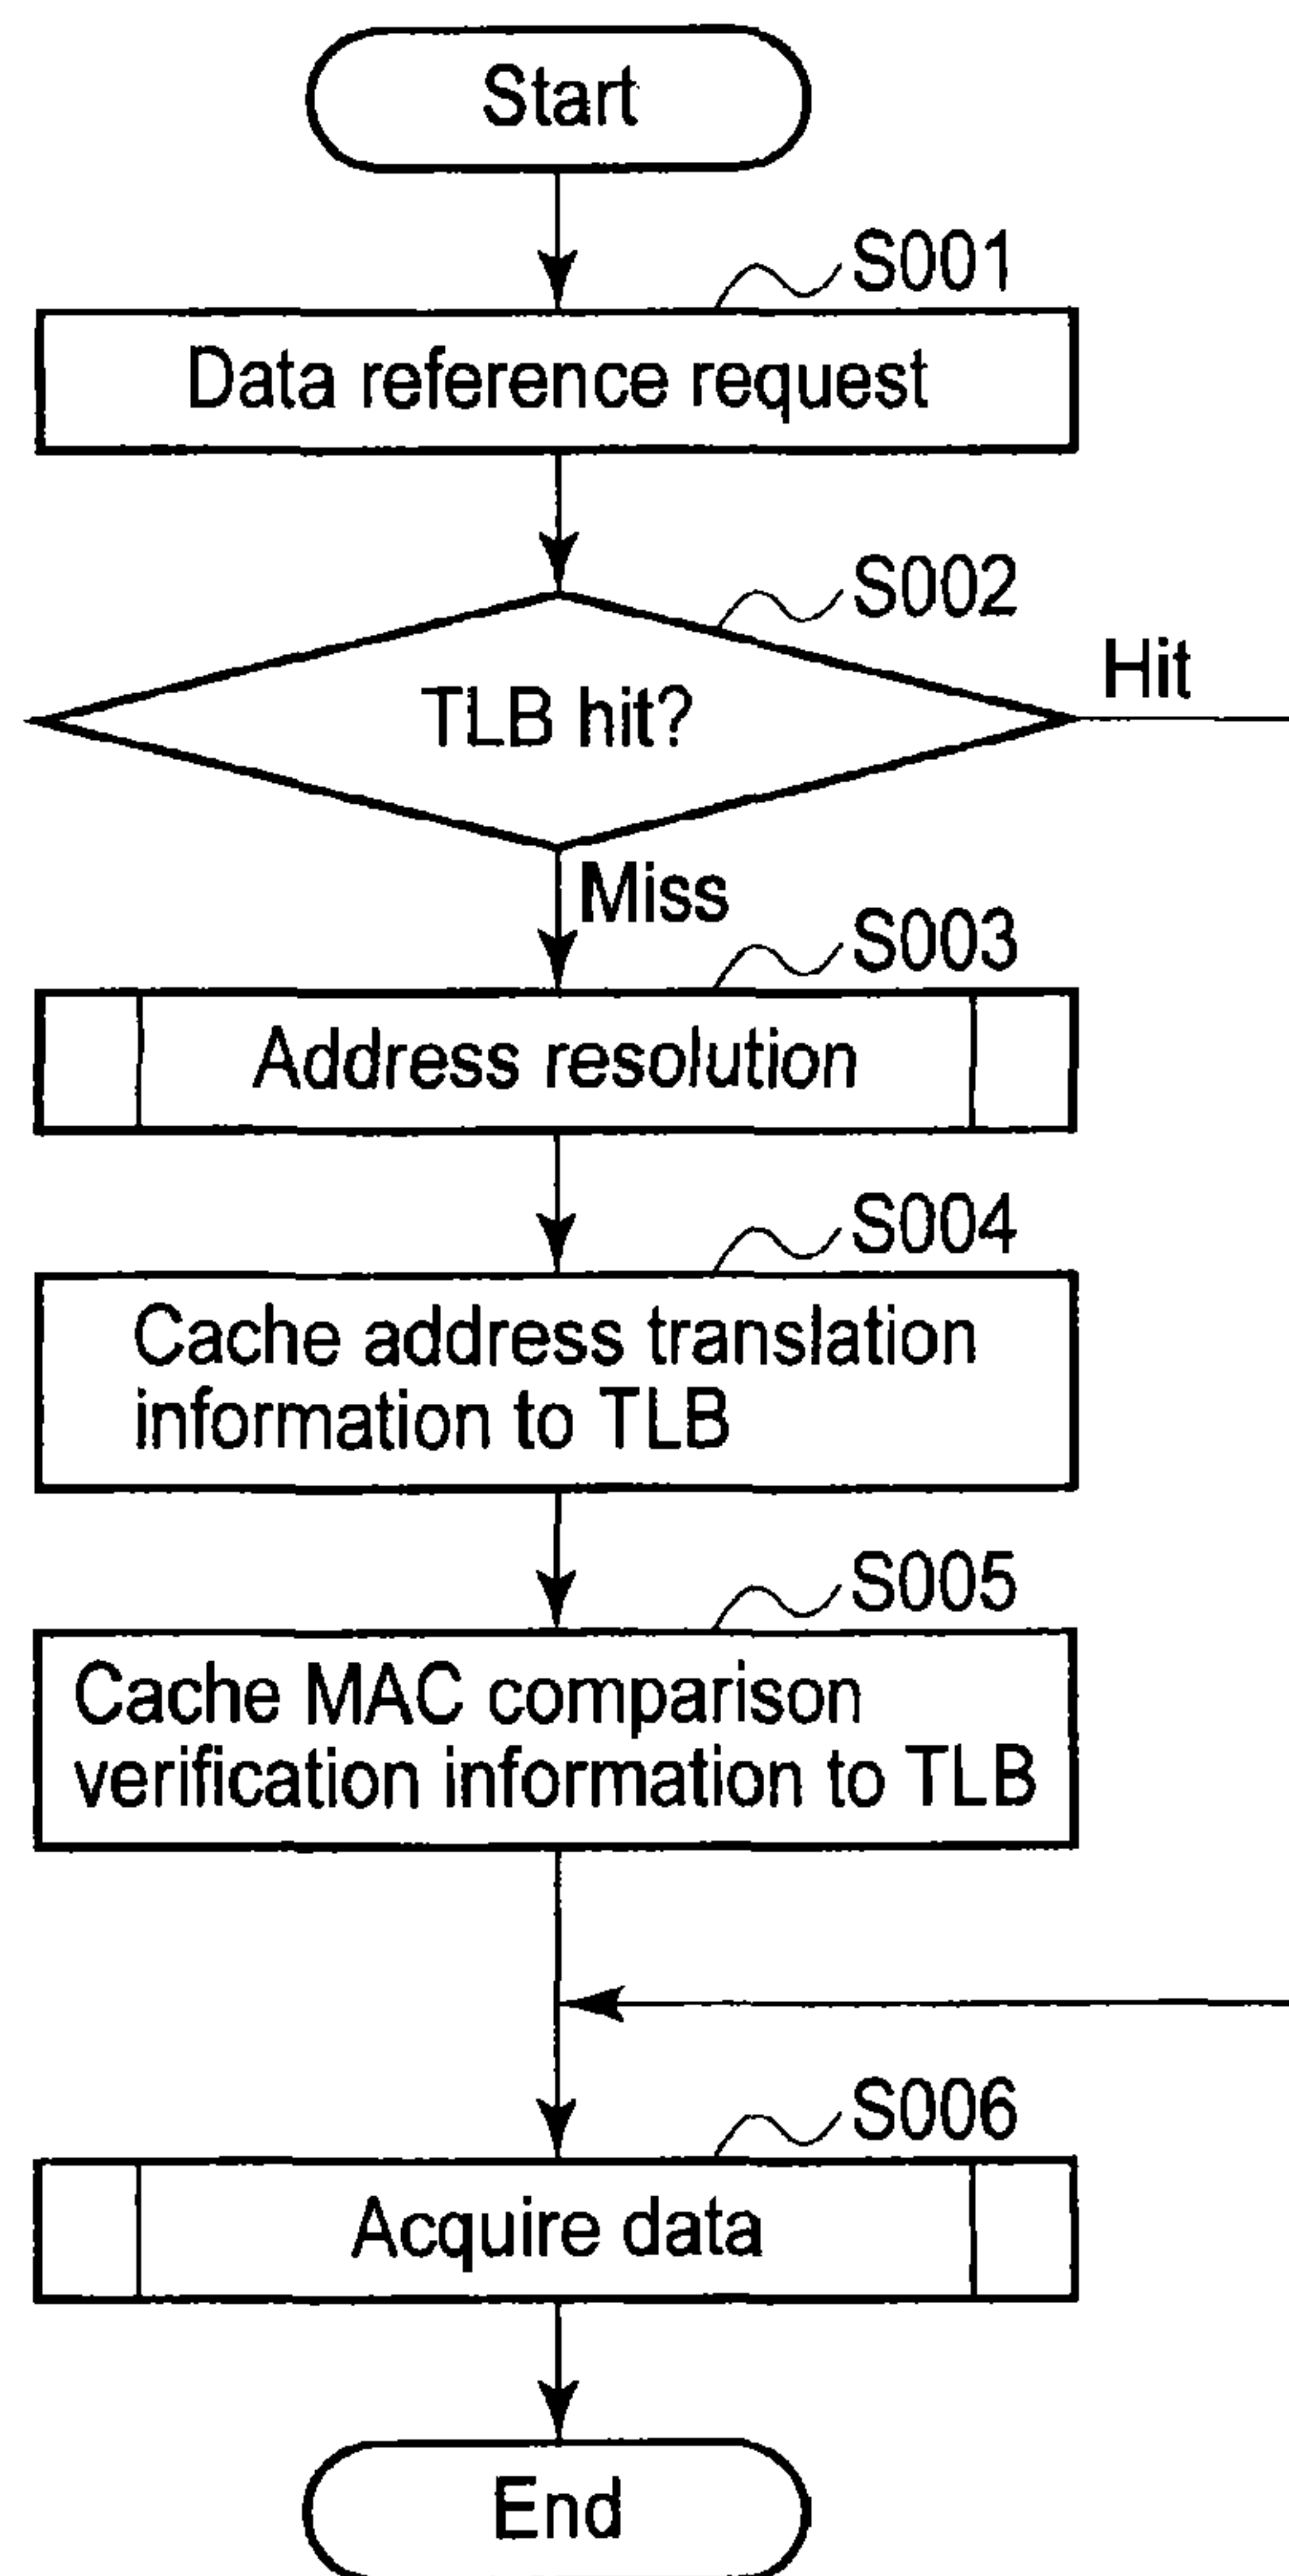 Start
S001
Data reference request
S002
TLB hit?
Hit
Miss
S003
Address resolution
S004
Cache address translation
information to TLB
S005
Cache MAC comparison
verification information to TLB
S006
Acquire data
End